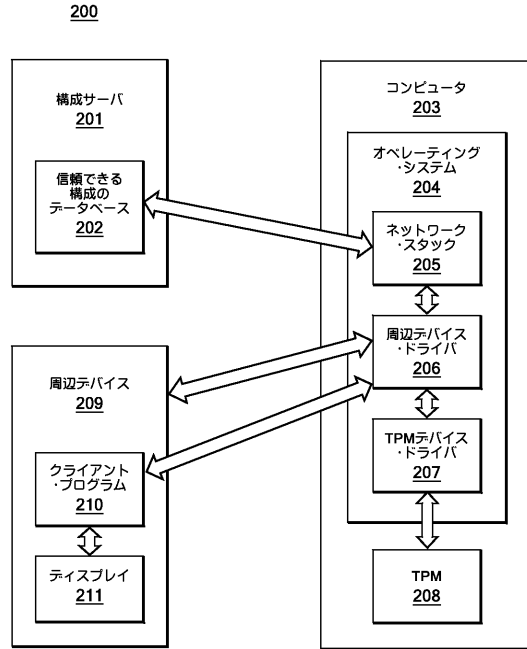 200
構成サーバ
201
信頼できる
構成の
データベース
202
コンピュータ
203
オペレーティング
・システム
204
ネットワーク
・スタック
205
周辺デバイス
・ドライバ
206
TPMデバイス
・ドライバ
207
TPM
208
周辺デバイス
209
クライアント
・プログラム
210
ディスプレイ
211